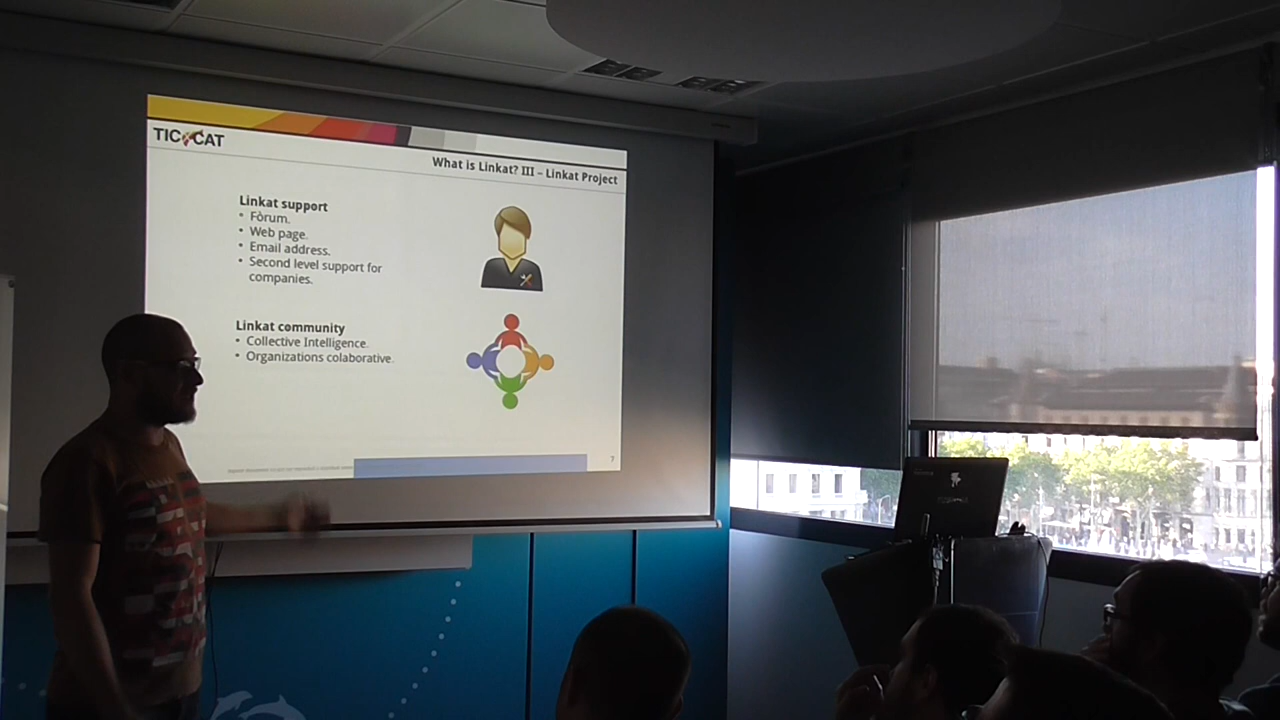 TIC CAT
What is Linkat? III – Linkat Project
Linkat support
• Fòrum.
• Web page.
• Email address.
• Second level support for
companies.
Linkat community
• Collective Intelligence.
• Organizations colaborative.
7